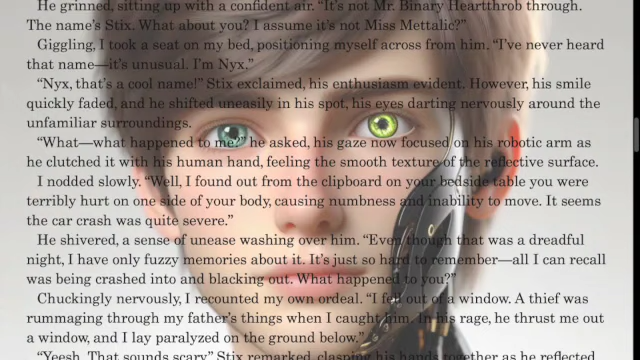 He grinned, sitting up with a confident air. “It’s not Mr. Binary Heartthrob though.
The name’s Stix. What about you? I assume it’s not Miss Mettalic?”
Giggling, I took a seat on my bed, positioning myself across from him. “I’ve never heard
that name—it’s unusual. I’m Nyx.”
“Nyx, that’s a cool name!” Stix exclaimed, his enthusiasm evident. However, his smile
quickly faded, and he shifted uneasily in his spot, his eyes darting nervously around the
unfamiliar surroundings.
“What—what happened to me?” he asked, his gaze now focused on his robotic arm as
he clutched it with his human hand, feeling the smooth texture of the reflective surface.
I nodded slowly. “Well, I found out from the clipboard on your bedside table you were
terribly hurt on one side of your body, causing numbness and inability to move. It seems
the car crash was quite severe.”
He shivered, a sense of unease washing over him. “Even though that was a dreadful
night, I have only fuzzy memories about it. It’s just so hard to remember—all I can recall
was being crashed into and blacking out. What happened to you?”
Chuckingly nervously, I recounted my own ordeal. “I fell out of a window. A thief was
rummaging through my father’s things when I caught him. In his rage, he thrust me out
a window, and I lay paralyzed on the ground below.”
“Yeesh. That sounds scary” Stix remarked, clasping his hands together as he reflected